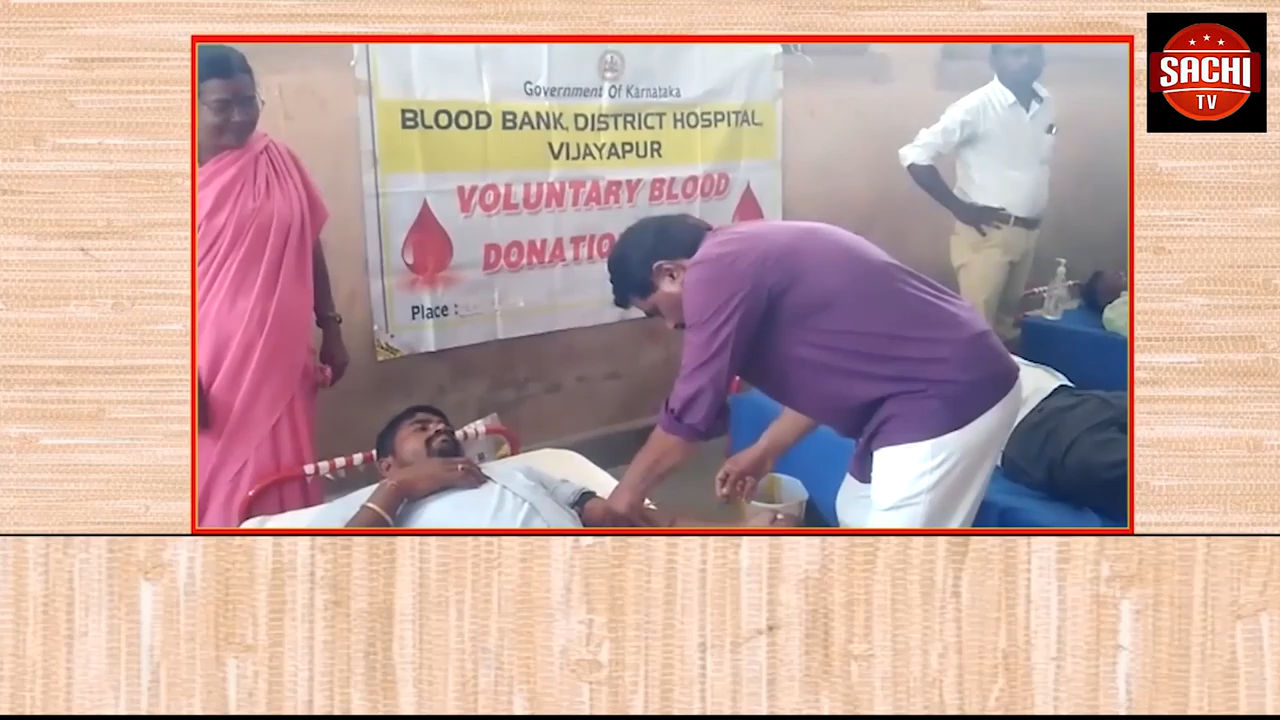 Government Of Karnataka
BLOOD BANK, DISTRICT HOSPITAL,
VIJAYAPUR
VOLUNTARY BLOOD
DONATIO
Place :
SACHI
TV